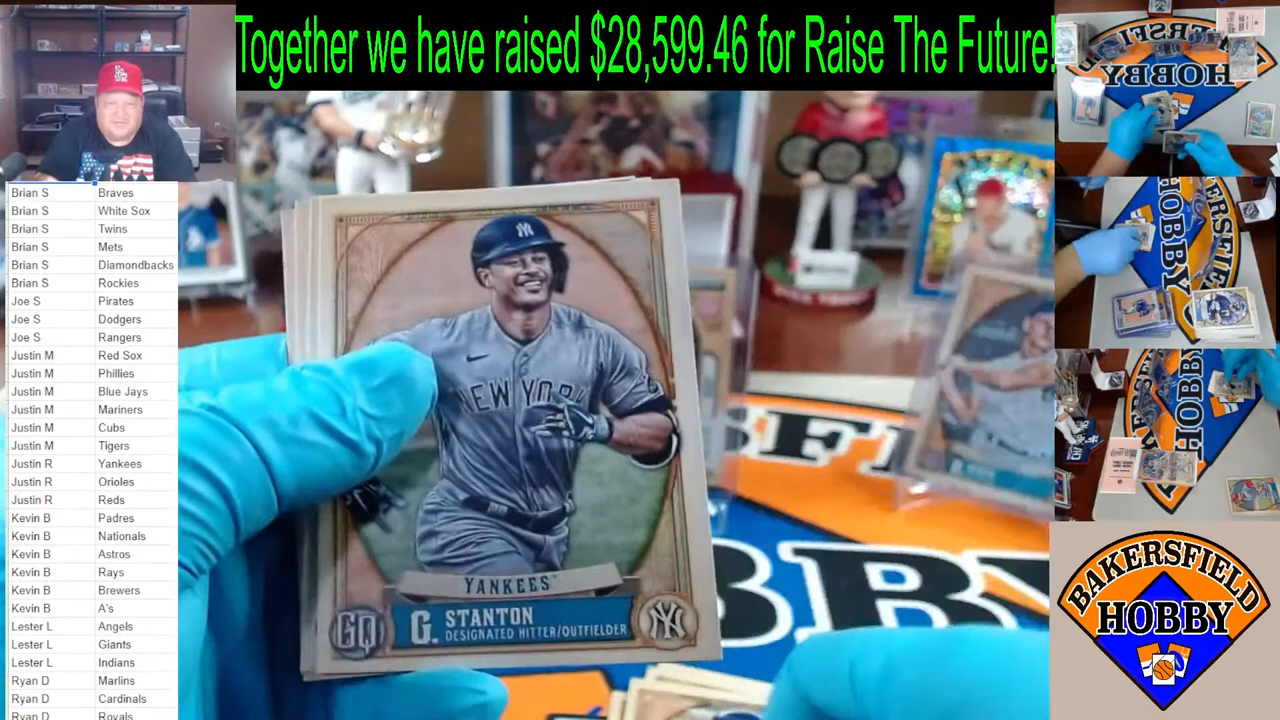 Together we have raised $28,599.46 for Raise The Future!
Brian S Braves
Brian S White Sox
Brian S Twins
Brian S Mets
Brian S Diamondbacks
Brian S Rockies
Joe S Pirates
Joe S Dodgers
Joe S Rangers
Justin M Red Sox
Justin M Phillies
Justin M Blue Jays
Justin M Mariners
Justin M Cubs
Justin M Tigers
Justin R Yankees
Justin R Orioles
Justin R Reds
Kevin B Padres
Kevin B Nationals
Kevin B Astros
Kevin B Rays
Kevin B Brewers
Kevin B A's
Lester L Angels
Lester L Giants
Lester L Indians
Ryan D Marlins
Ryan D Cardinals
Ryan D Royals
NEW YORK
YANKEES
GQ
G. STANTON
DESIGNATED HITTER/OUTFIELDER
NY
HOBBY
HOBBY
BAKERSFIELD
HOBBY